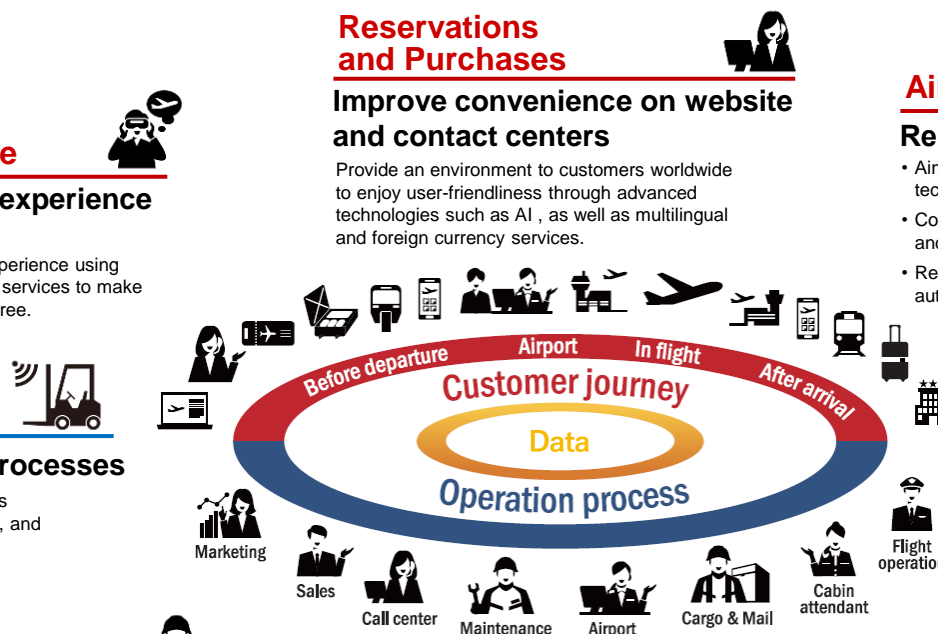 Reservations
and Purchases
Improve convenience on website
and contact centers
Provide an environment to customers worldwide
to enjoy user-friendliness through advanced
technologies such as AI , as well as multilingual
and foreign currency services.
e
experience
perience using
services to make
ree.
rocesses
s
, and
Ai
Re
• Air
tec
• Co
and
• Re
aut
Before departure
Airport
In flight
After arrival
Customer journey
Data
Operation process
Marketing
Sales
Call center
Maintenance
Airport
Cargo & Mail
Cabin
attendant
Flight
operation